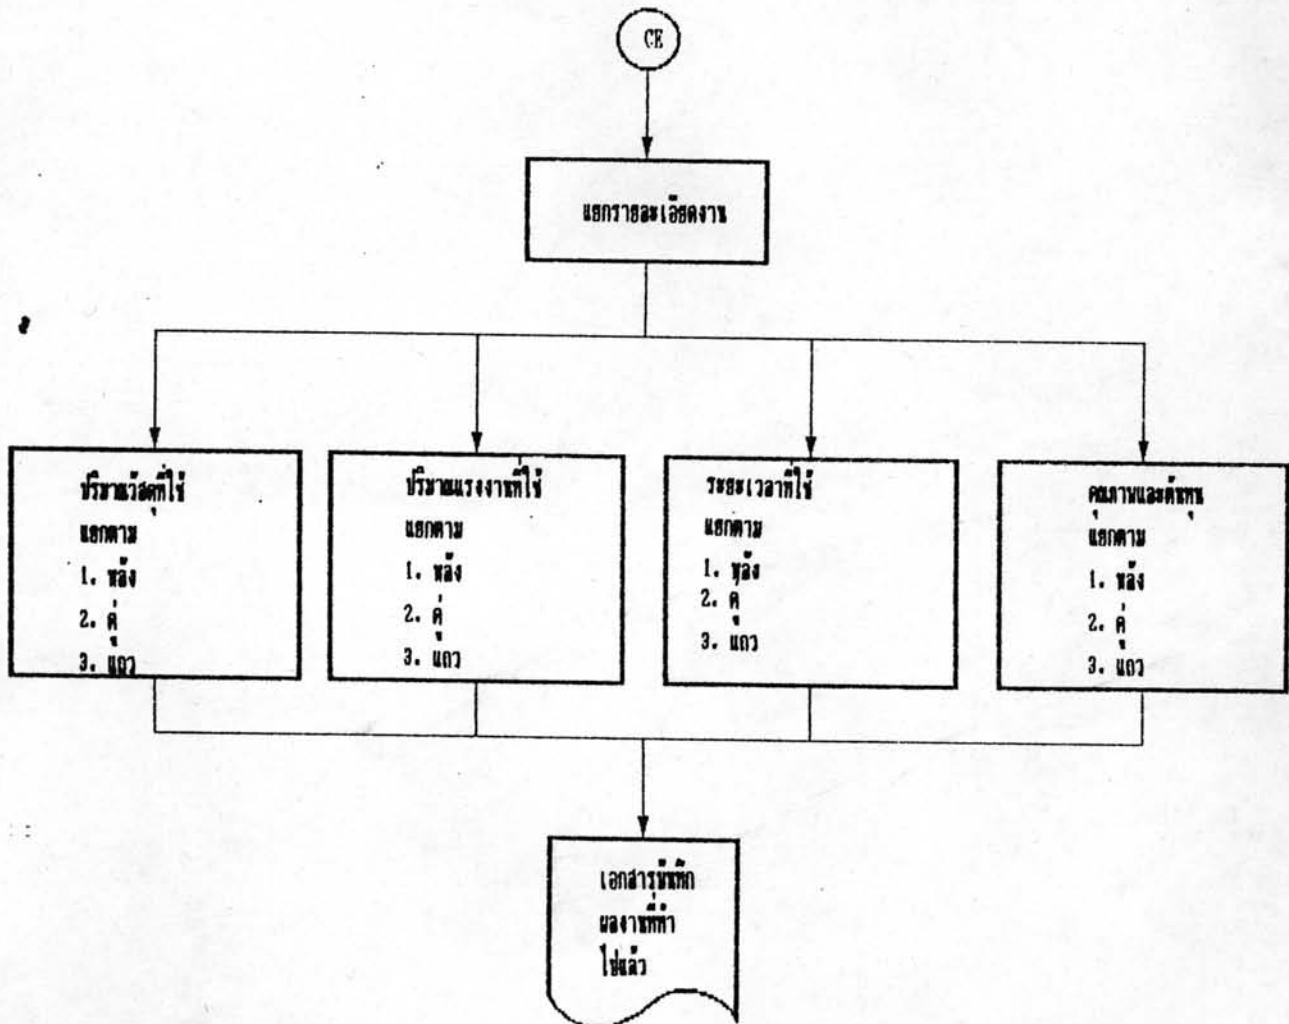 CE
แยกรายละเอียดงาน
ปริมาณวัสดุที่ใช้
แยกตาม
1. หลัง
2. คู่
3. แถว
ปริมาณแรงงานที่ใช้
แยกตาม
1. หลัง
2. คู่
3. แถว
ระยะเวลาที่ใช้
แยกตาม
1. หลัง
2. คู่
3. แถว
คุณภาพและต้นทุน
แยกตาม
1. หลัง
2. คู่
3. แถว
เอกสารบันทึก
ผลงานที่ทำ
ไปแล้ว